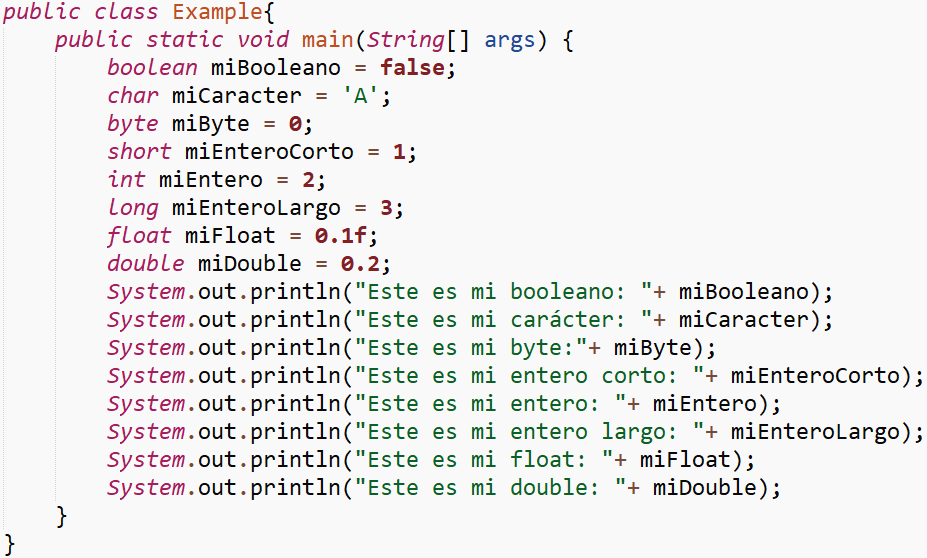 public class Example{
    public static void main(String[] args) {
        boolean miBooleano = false;
        char miCaracter = 'A';
        byte miByte = 0;
        short miEnteroCorto = 1;
        int miEntero = 2;
        long miEnteroLargo = 3;
        float miFloat = 0.1f;
        double miDouble = 0.2;
        System.out.println("Este es mi booleano: "+ miBooleano);
        System.out.println("Este es mi carácter: "+ miCaracter);
        System.out.println("Este es mi byte:"+ miByte);
        System.out.println("Este es mi entero corto: "+ miEnteroCorto);
        System.out.println("Este es mi entero: "+ miEntero);
        System.out.println("Este es mi entero largo: "+ miEnteroLargo);
        System.out.println("Este es mi float: "+ miFloat);
        System.out.println("Este es mi double: "+ miDouble);
    }
}